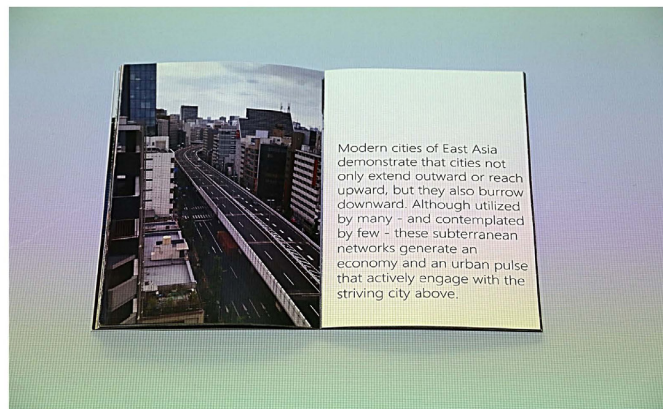 Modern cities of East Asia
demonstrate that cities not
only extend outward or reach
upward, but they also burrow
downward. Although utilized
by many - and contemplated
by few - these subterranean
networks generate an
economy and an urban pulse
that actively engage with the
striving city above.